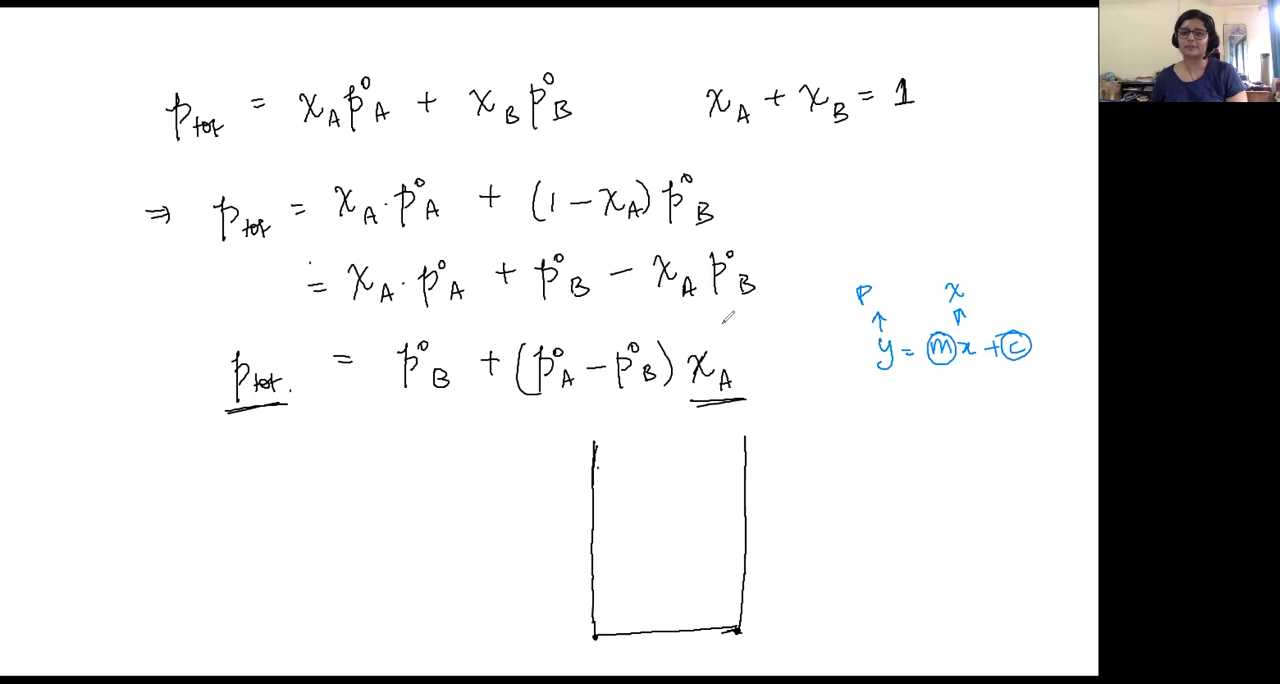 p_tot = x_A p°_A + x_B p°_B x_A + x_B = 1
⇒ p_tot = x_A · p°_A + (1 − x_A) p°_B
= x_A · p°_A + p°_B − x_A p°_B
p x
↑ ↑
p_tot. = p°_B + (p°_A − p°_B) x_A y = mx + c